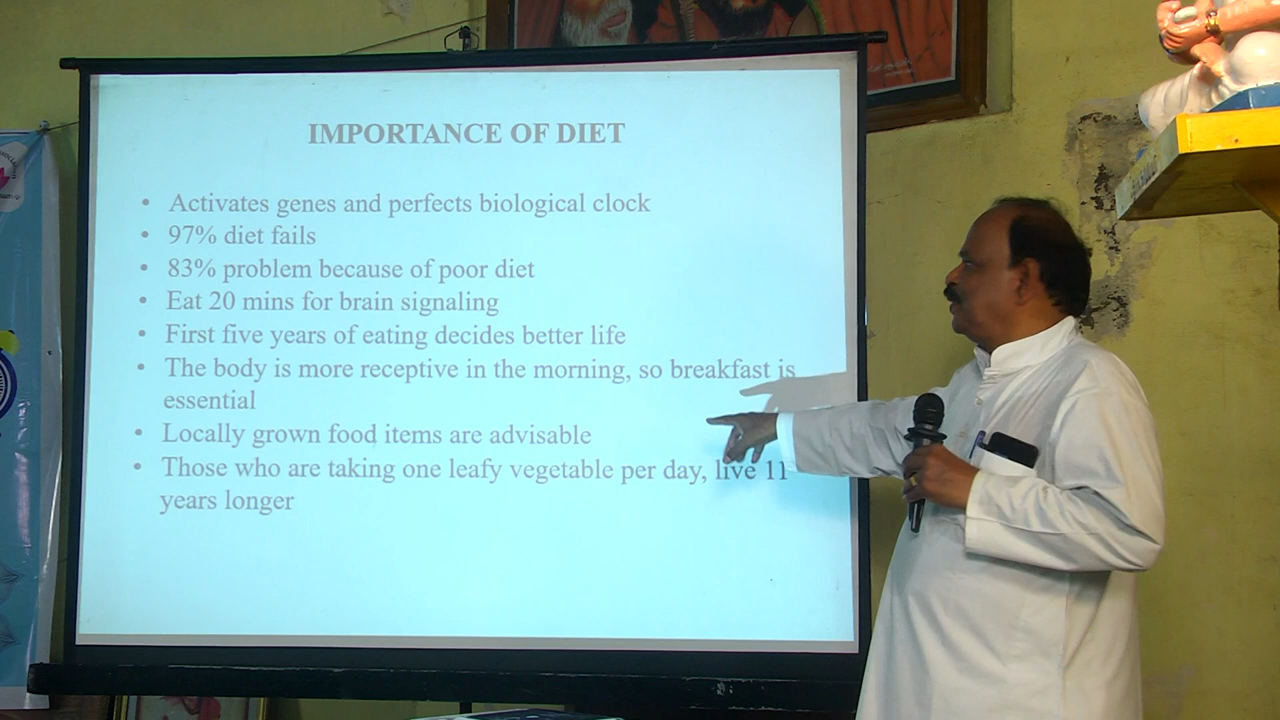 IMPORTANCE OF DIET
• Activates genes and perfects biological clock
• 97% diet fails
• 83% problem because of poor diet
• Eat 20 mins for brain signaling
• First five years of eating decides better life
• The body is more receptive in the morning, so breakfast is
essential
• Locally grown food items are advisable
• Those who are taking one leafy vegetable per day, live 11
years longer